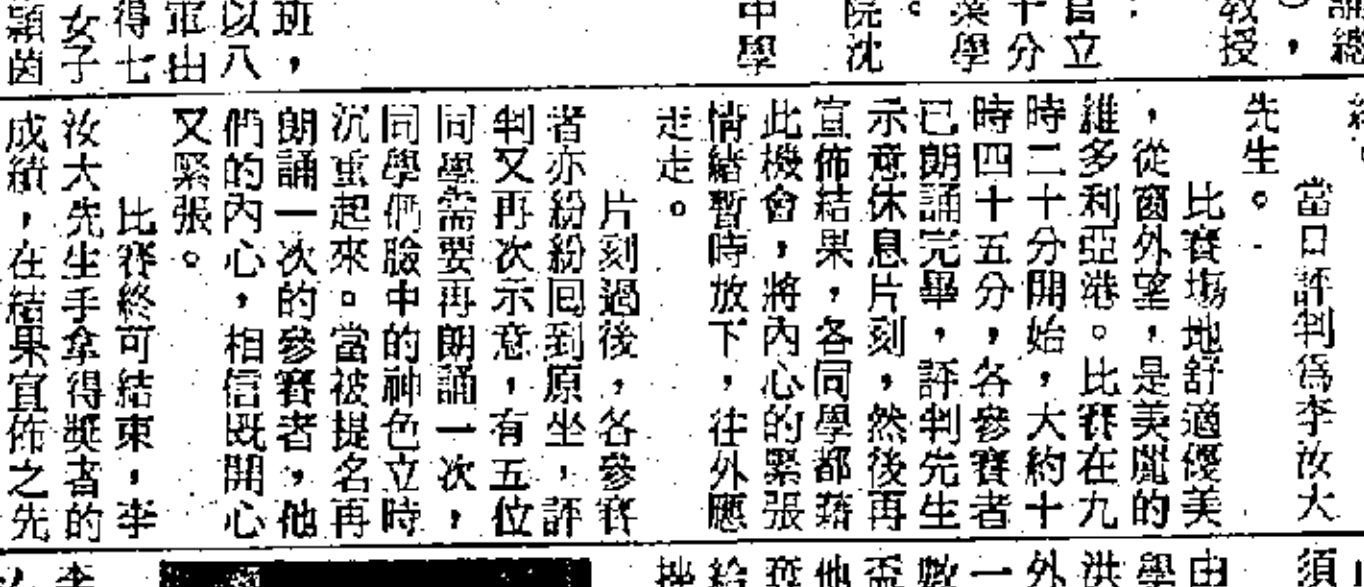 當日評判爲李汝大
先生。
比賽場地舒適優美
，從窗外望，是美麗的
維多利亞港。比賽在九
時二十分開始，大約十
時四十五分，各參賽者
已朗誦完畢，評判先生
示意休息片刻，然後再
宣佈結果，各同學都藉
此機會，將內心的緊張
情緒暫時放下，往外應
走走。
片刻過後，各參賽
者亦紛紛囘到原坐，評
判又再次示意，有五位
同學需要再朗誦一次，
同學們臉中的神色立時
沉重起來。當被提名再
朗誦一次的參賽者，他
們的內心，相信旣開心
又緊張。
比賽終可結束，李
汝大先生手拿得獎者的
成績，在結果宣佈之先